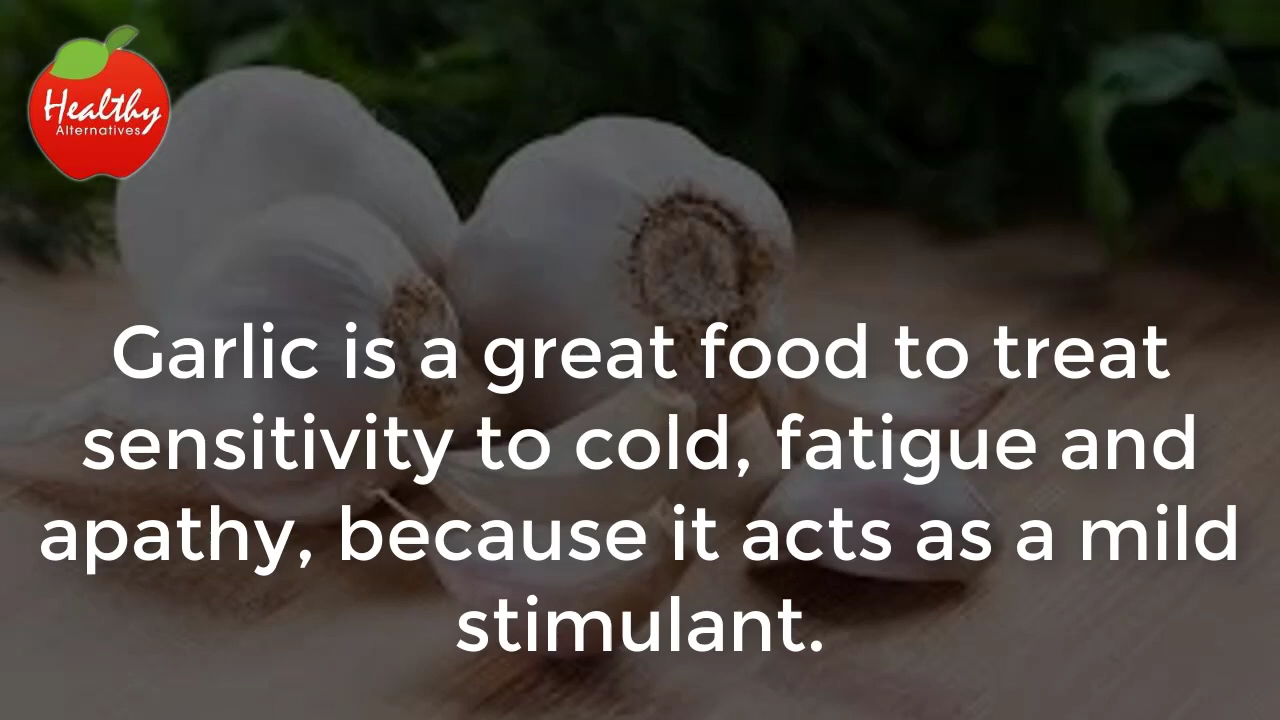 Healthy
Alternatives
Garlic is a great food to treat
sensitivity to cold, fatigue and
apathy, because it acts as a mild
stimulant.